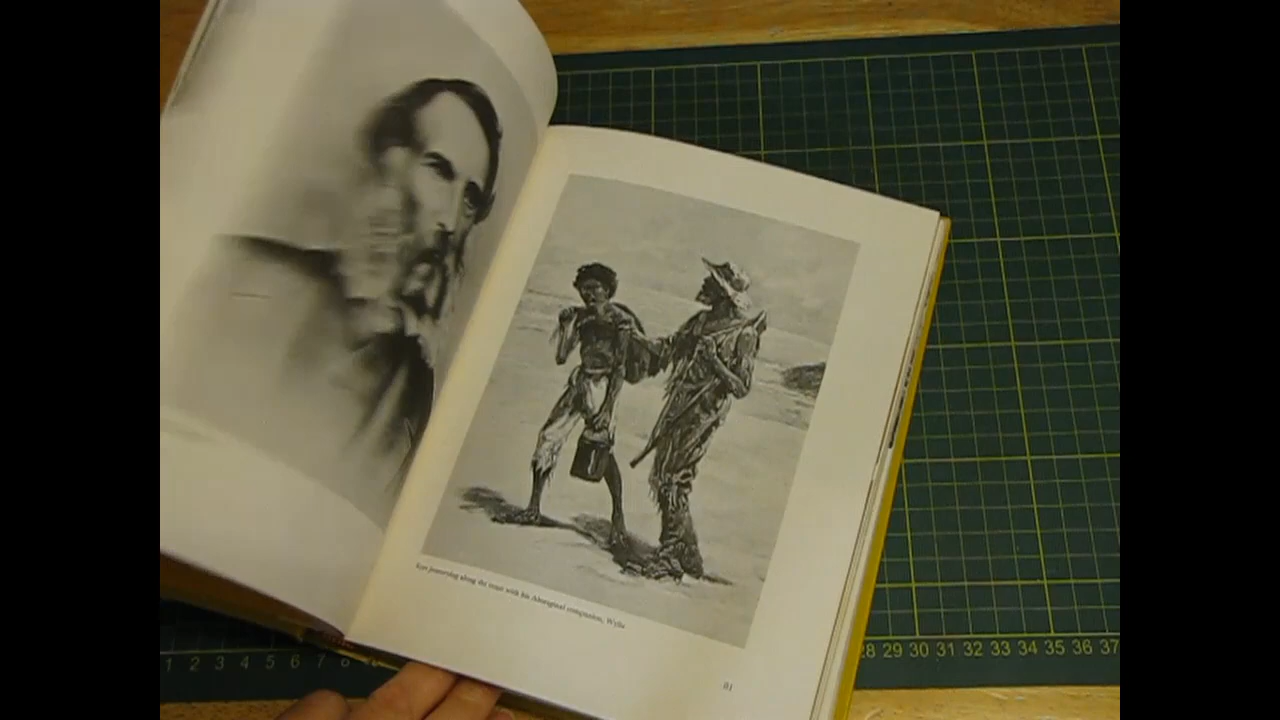 Eyre journeying along the coast with his Aboriginal companion, Wylie
81
1 2 3 4 5 6 7 8 28 29 30 31 32 33 34 35 36 37